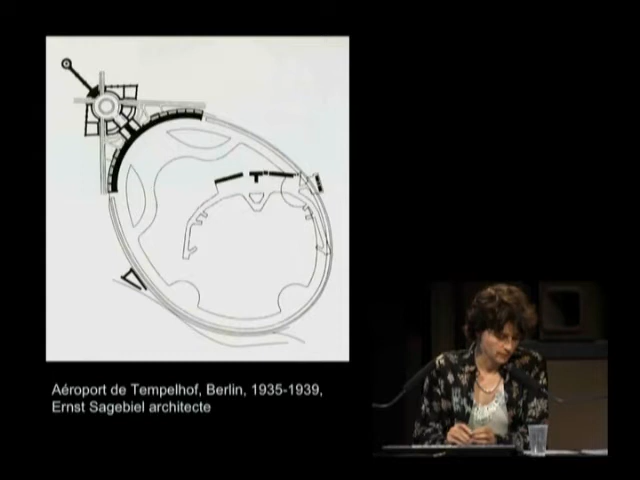 Aéroport de Tempelhof, Berlin, 1935-1939,
Ernst Sagebiel architecte